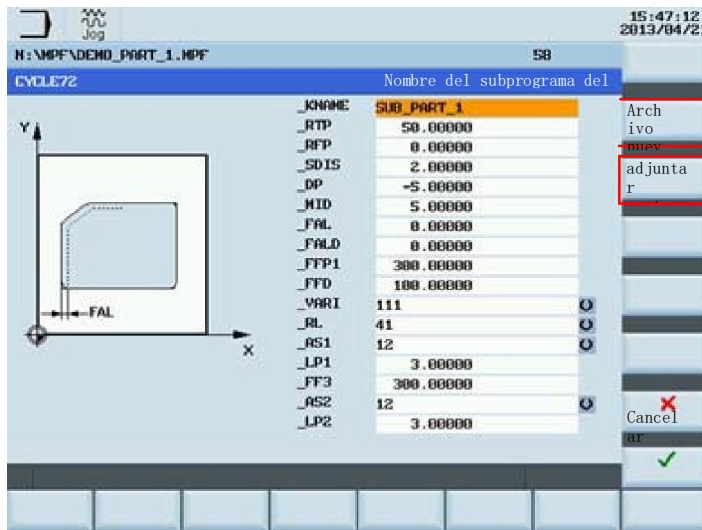 15:47:12
Jog
2013/04/2
N:\MPF\DEMO_PART_1.MPF 58
CYCLE72 Nombre del subprograma del
_KNAME SUB_PART_1
_RTP 50.00000
_RFP 0.00000
_SDIS 2.00000
_DP -5.00000
_MID 5.00000
_FAL 0.00000
_FALD 0.00000
_FFP1 300.00000
_FFD 100.00000
_VARI 111
_RL 41
_AS1 12
_LP1 3.00000
_FF3 300.00000
_AS2 12
_LP2 3.00000
Y
FAL
X
Arch
ivo
nuev
adjunta
r
Cancel
ar